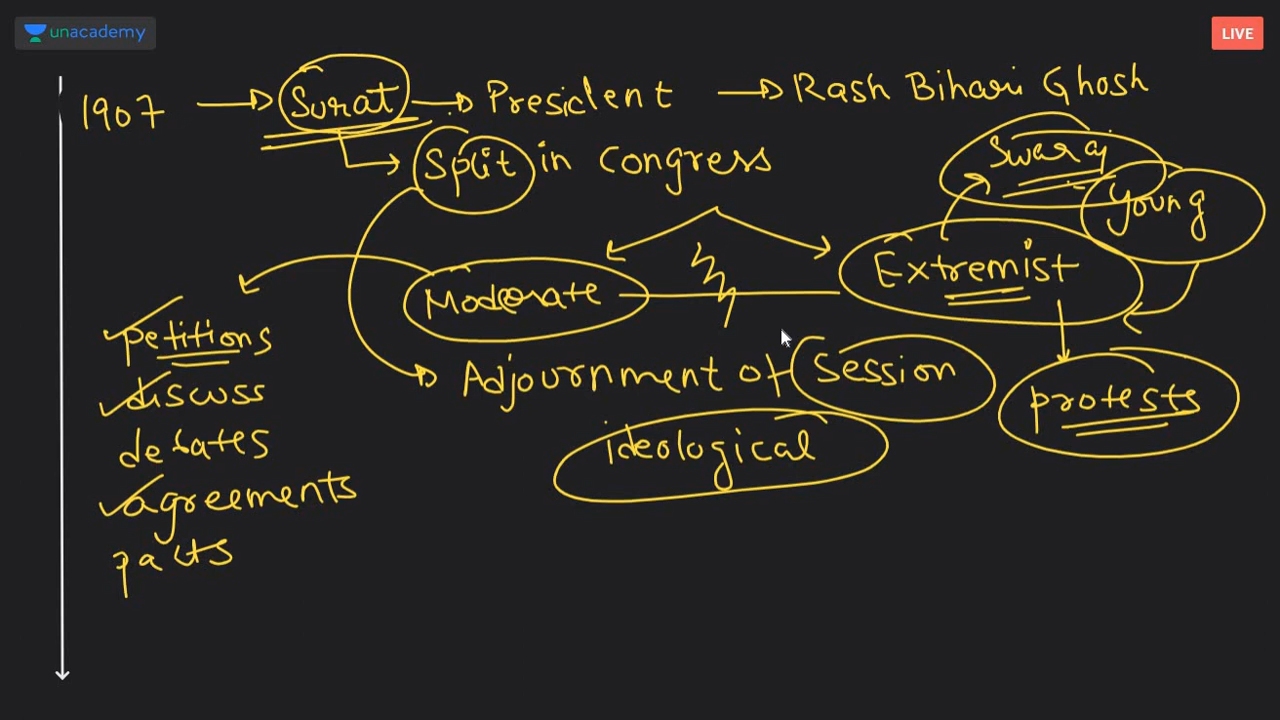 unacademy
LIVE
1907 → Surat → President → Rash Bihari Ghosh
Split in congress
Swaraj
Young
Moderate
Extremist
petitions
discuss
debates
agreements
pacts
Adjournment of Session
protests
ideological